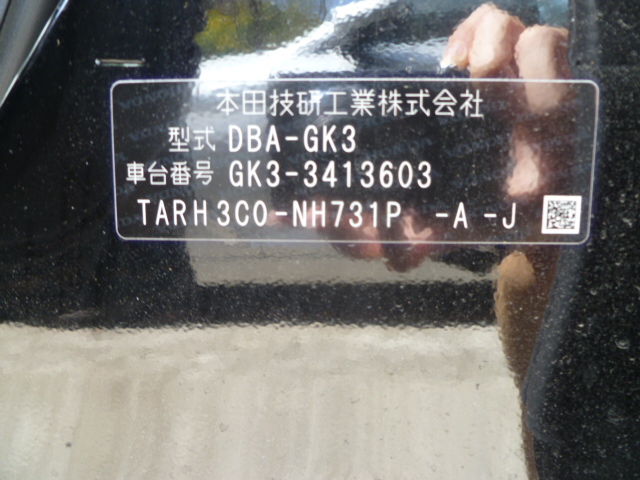 本田技研工業株式会社
型式 DBA-GK3
車台番号 GK3-3413603
TARH3C0-NH731P -A -J